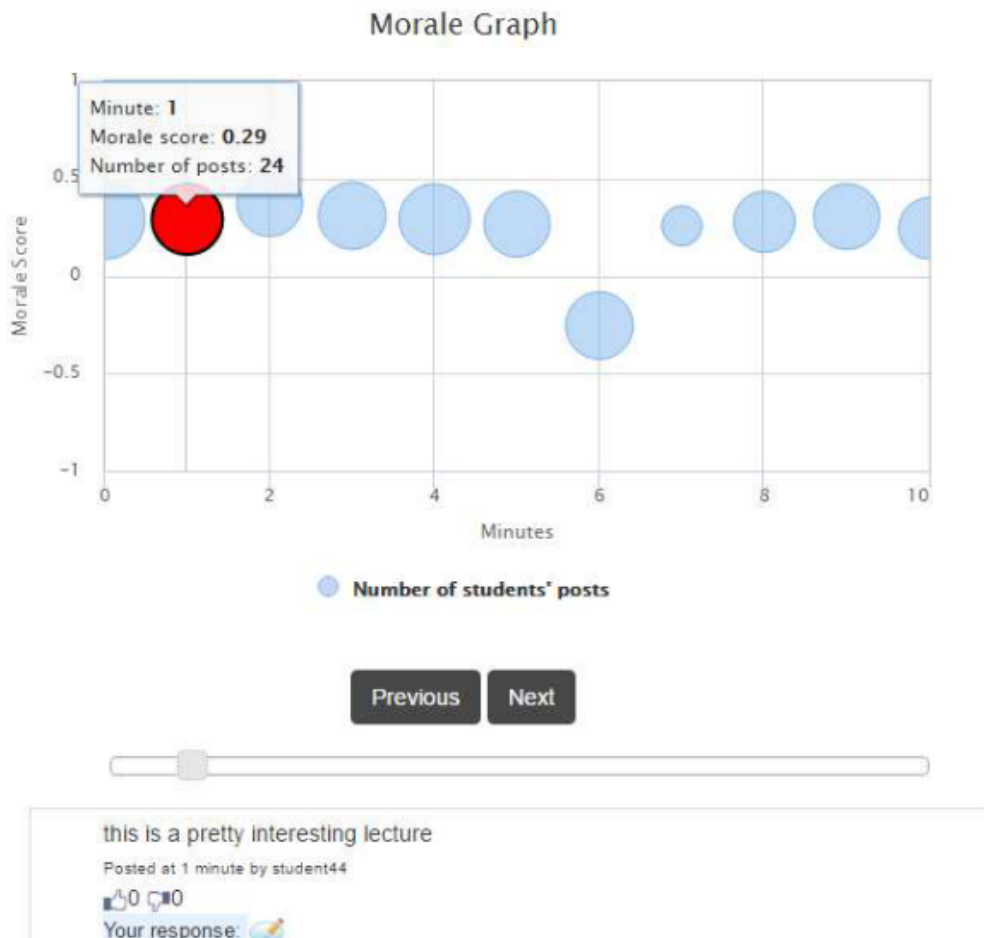 Morale Graph
Minute: 1
Morale score: 0.29
Number of posts: 24
1
0.5
0
-0.5
-1
Morale Score
0 2 4 6 8 10
Minutes
Number of students' posts
Previous Next
this is a pretty interesting lecture
Posted at 1 minute by student44
0 0
Your response: